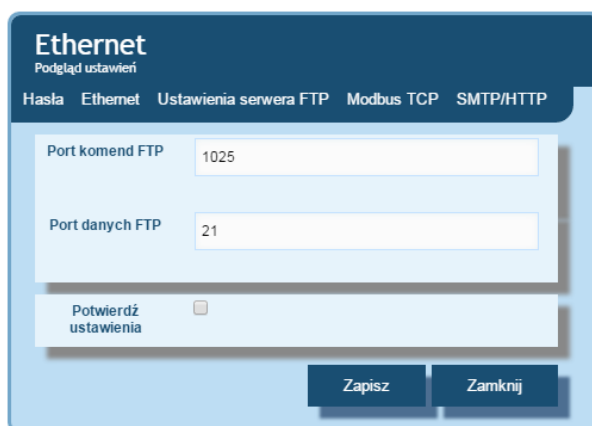 Ethernet
Podgląd ustawień
Hasła Ethernet Ustawienia serwera FTP Modbus TCP SMTP/HTTP
Port komend FTP 1025
Port danych FTP 21
Potwierdź
ustawienia
Zapisz Zamknij